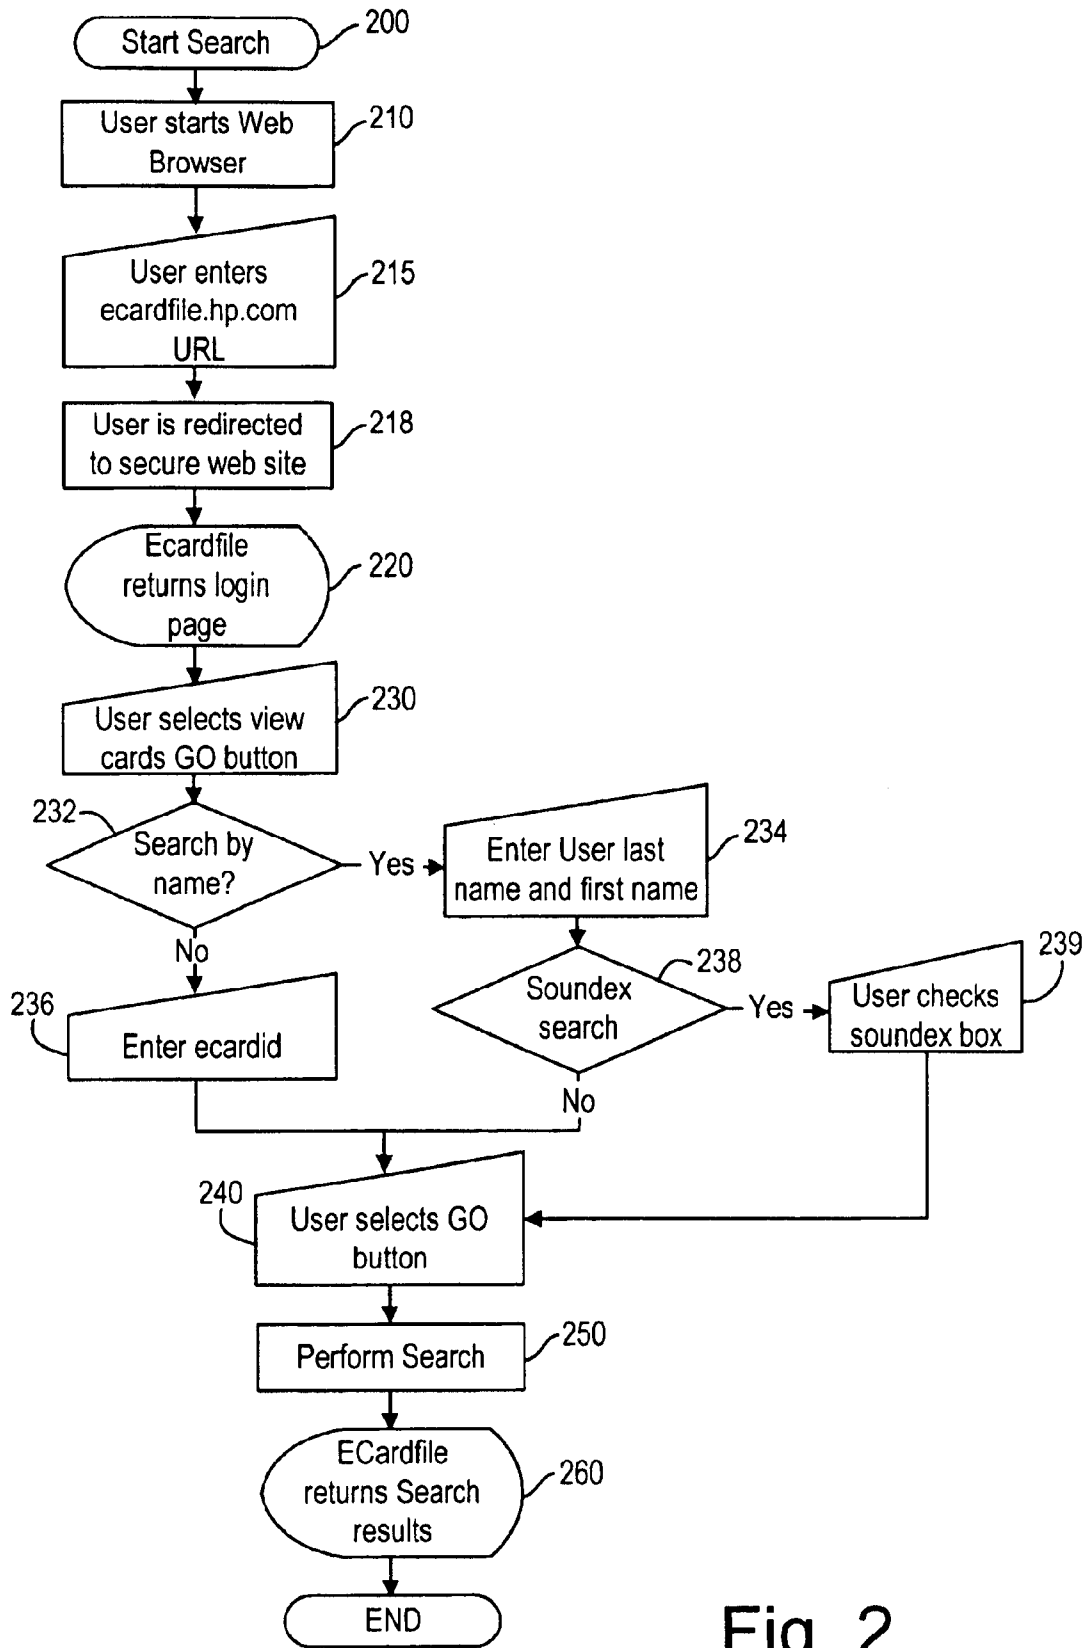 Start Search
200
User starts Web
Browser
210
User enters
ecardfile.hp.com
URL
215
User is redirected
to secure web site
218
Ecardfile
returns login
page
220
User selects view
cards GO button
230
232
Search by
name?
Yes
Enter User last
name and first name
234
No
236
Enter ecardid
Soundex
search
238
Yes
User checks
soundex box
239
No
240
User selects GO
button
Perform Search
250
ECardfile
returns Search
results
260
END
Fig. 2